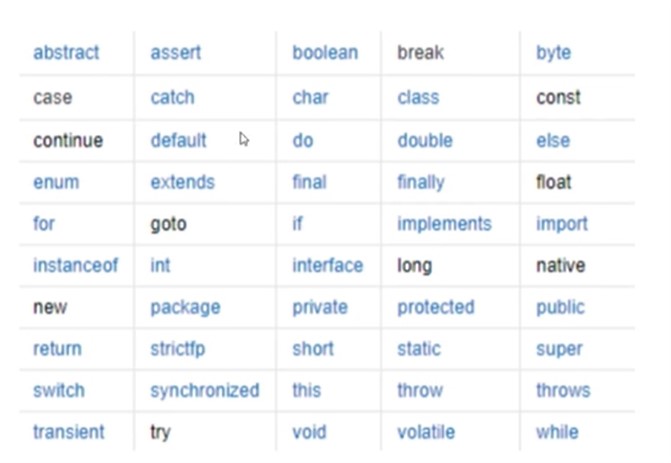 abstract assert boolean break byte
case catch char class const
continue default do double else
enum extends final finally float
for goto if implements import
instanceof int interface long native
new package private protected public
return strictfp short static super
switch synchronized this throw throws
transient try void volatile while